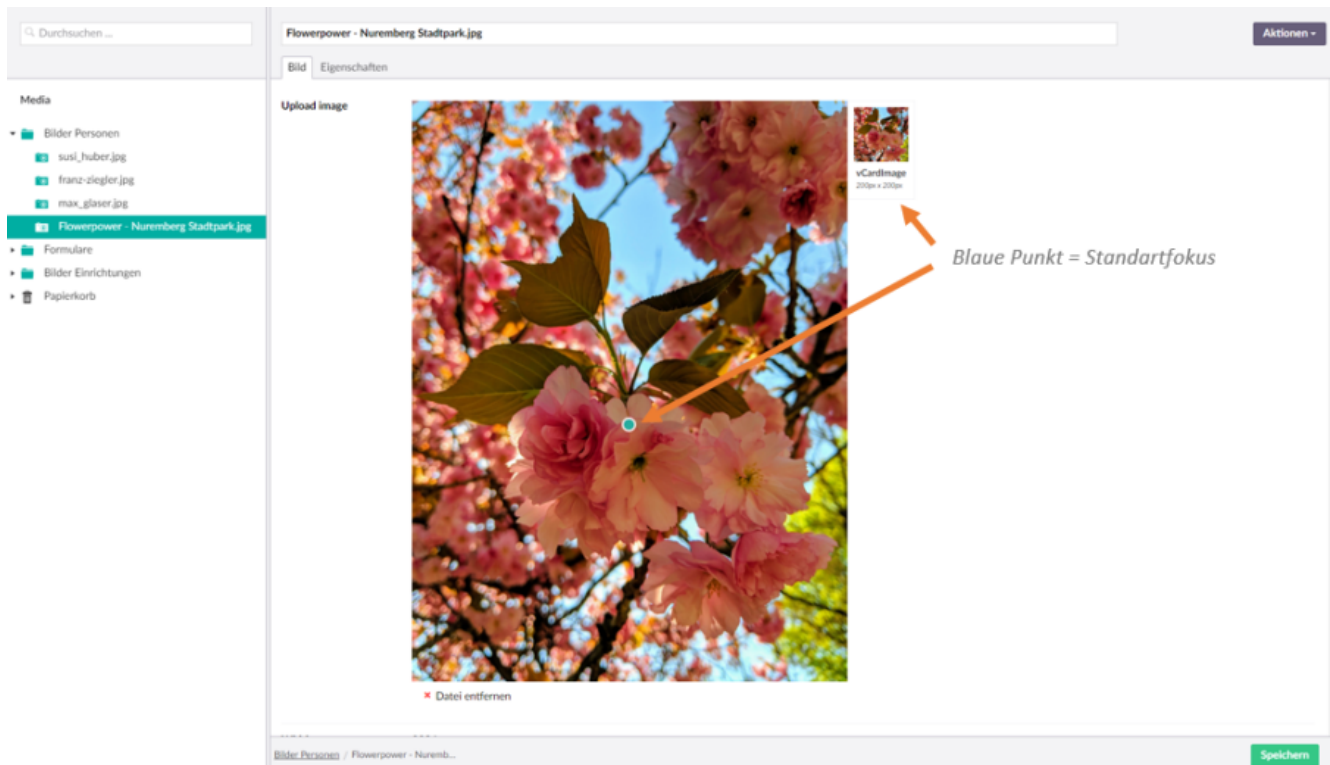 Durchsuchen ...
Flowerpower - Nuremberg Stadtpark.jpg
Aktionen
Bild Eigenschaften
Media
Bilder Personen
susi_huber.jpg
franz-ziegler.jpg
max_glaser.jpg
Flowerpower - Nuremberg Stadtpark.jpg
Formulare
Bilder Einrichtungen
Papierkorb
Upload image
vCardImage
200px x 200px
Blaue Punkt = Standartfokus
× Datei entfernen
Bilder Personen / Flowerpower - Nuremb...
Speichern